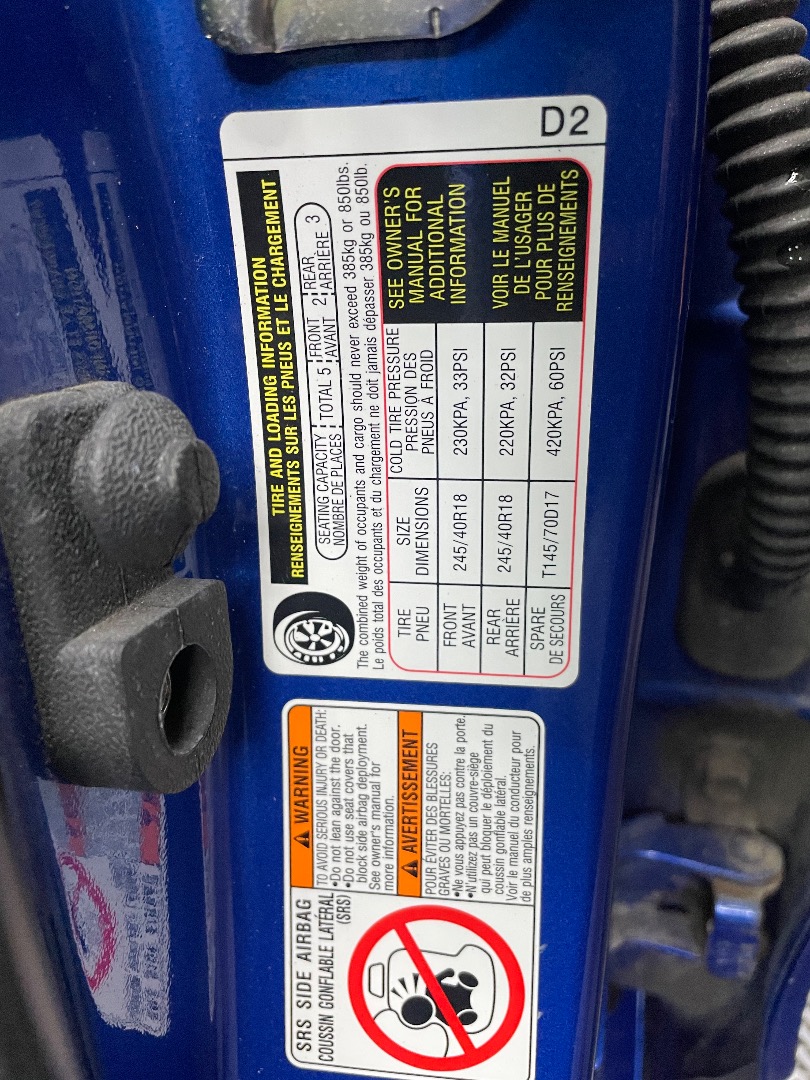 D2
TIRE AND LOADING INFORMATION
RENSEIGNEMENTS SUR LES PNEUS ET LE CHARGEMENT
SEATING CAPACITY TOTAL 5 FRONT 2 REAR 3
NOMBRE DE PLACES AVANT ARRIÈRE
The combined weight of occupants and cargo should never exceed 385kg or 850lbs.
Le poids total des occupants et du chargement ne doit jamais dépasser 385kg ou 850lb.
TIRE
PNEU
SIZE
DIMENSIONS
COLD TIRE PRESSURE
PRESSION DES
PNEUS À FROID
FRONT
AVANT
245/40R18
230KPA, 33PSI
REAR
ARRIÈRE
245/40R18
220KPA, 32PSI
SPARE
DE SECOURS
T145/70D17
420KPA, 60PSI
SEE OWNER'S
MANUAL FOR
ADDITIONAL
INFORMATION
VOIR LE MANUEL
DE L'USAGER
POUR PLUS DE
RENSEIGNEMENTS
SRS SIDE AIRBAG
COUSSIN GONFLABLE LATÉRAL
(SRS)
WARNING
TO AVOID SERIOUS INJURY OR DEATH:
•Do not lean against the door.
•Do not use seat covers that
block side airbag deployment.
See owner's manual for
more information.
AVERTISSEMENT
POUR ÉVITER DES BLESSURES
GRAVES OU MORTELLES:
•Ne vous appuyez pas contre la porte.
•N'utilizez pas un couvre-siège
qui peut bloquer le déploiement du
coussin gonflable latéral.
Voir le manuel du conducteur pour
de plus amples renseignements.